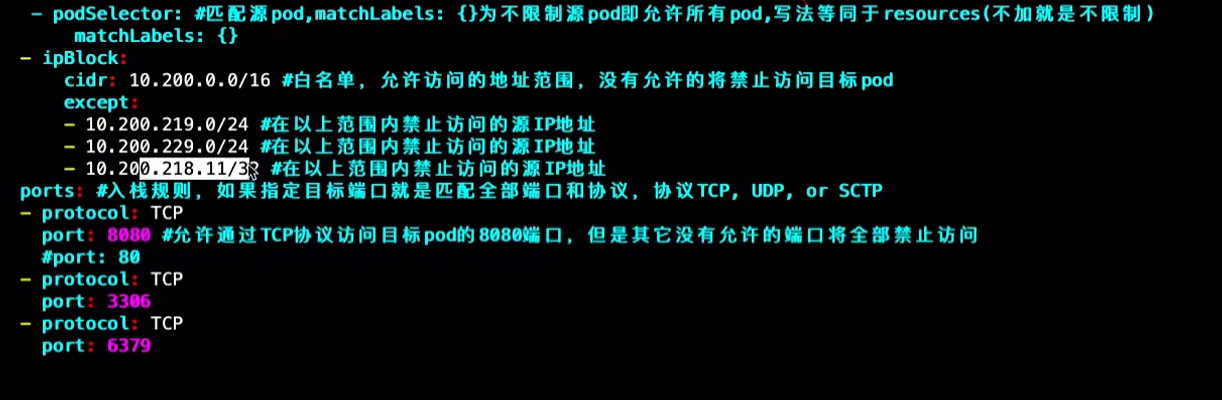 - podSelector: #匹配源pod,matchLabels: {}为不限制源pod即允许所有pod,写法等同于resources(不加就是不限制)
matchLabels: {}
- ipBlock:
cidr: 10.200.0.0/16 #白名单，允许访问的地址范围，没有允许的将禁止访问目标pod
except:
- 10.200.219.0/24 #在以上范围内禁止访问的源IP地址
- 10.200.229.0/24 #在以上范围内禁止访问的源IP地址
- 10.200.218.11/32 #在以上范围内禁止访问的源IP地址
ports: #入栈规则，如果指定目标端口就是匹配全部端口和协议，协议TCP, UDP, or SCTP
- protocol: TCP
port: 8080 #允许通过TCP协议访问目标pod的8080端口，但是其它没有允许的端口将全部禁止访问
#port: 80
- protocol: TCP
port: 3306
- protocol: TCP
port: 6379